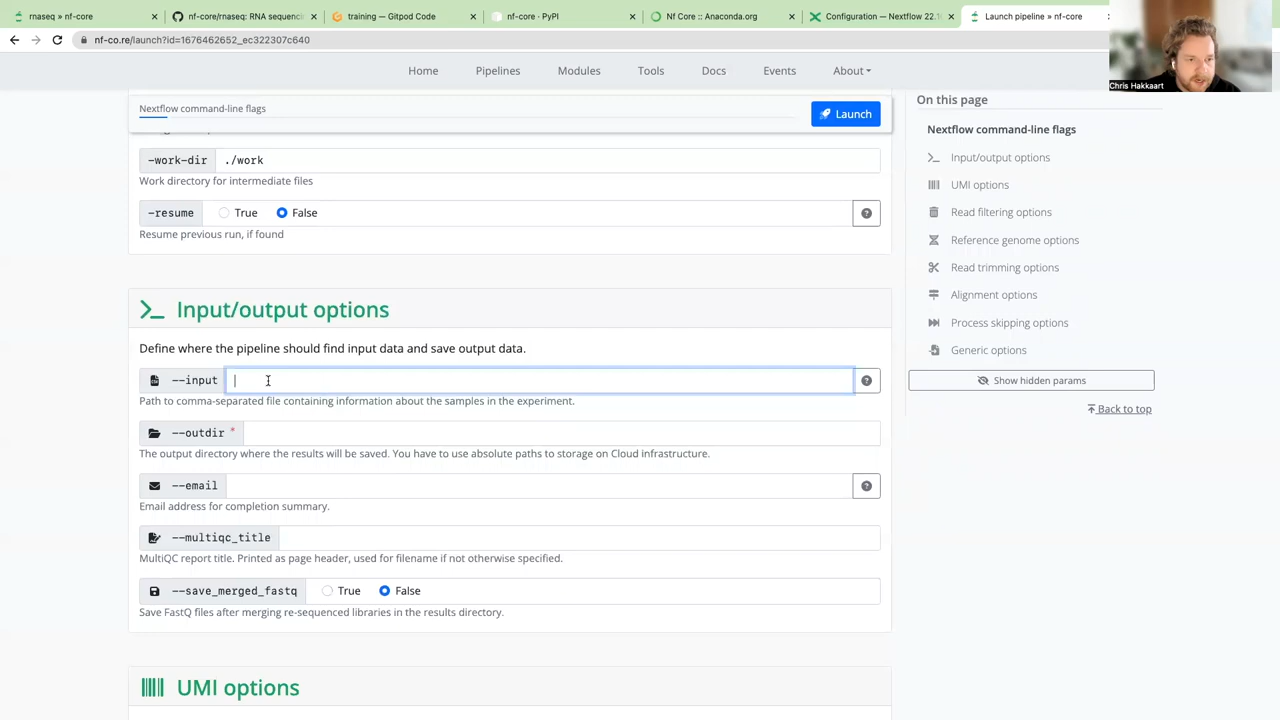 rnaseq » nf-core
nf-core/rnaseq: RNA sequenci
training — Gitpod Code
nf-core · PyPI
Nf Core :: Anaconda.org
Configuration — Nextflow 22.1
Launch pipeline » nf-core
nf-co.re/launch?id=1676462652_ec322307c640
Home
Pipelines
Modules
Tools
Docs
Events
About
Chris Hakkaart
Nextflow command-line flags
Launch
-work-dir
./work
Work directory for intermediate files
-resume
True
False
Resume previous run, if found
Input/output options
Define where the pipeline should find input data and save output data.
--input
Path to comma-separated file containing information about the samples in the experiment.
--outdir *
The output directory where the results will be saved. You have to use absolute paths to storage on Cloud infrastructure.
--email
Email address for completion summary.
--multiqc_title
MultiQC report title. Printed as page header, used for filename if not otherwise specified.
--save_merged_fastq
True
False
Save FastQ files after merging re-sequenced libraries in the results directory.
UMI options
On this page
Nextflow command-line flags
Input/output options
UMI options
Read filtering options
Reference genome options
Read trimming options
Alignment options
Process skipping options
Generic options
Show hidden params
Back to top